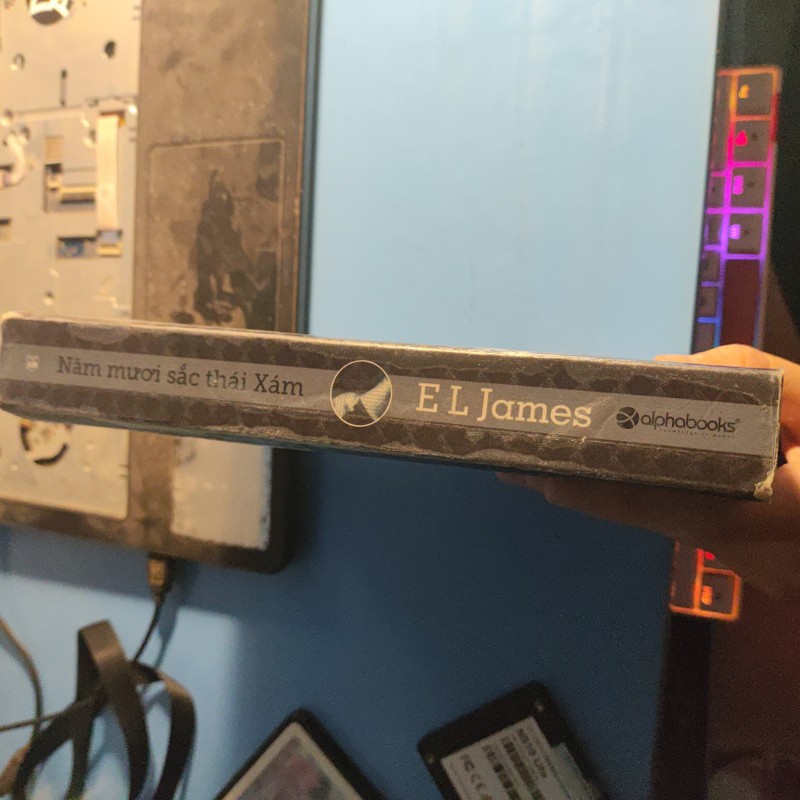 Năm mươi sắc thái Xám
E L James
alphabooks